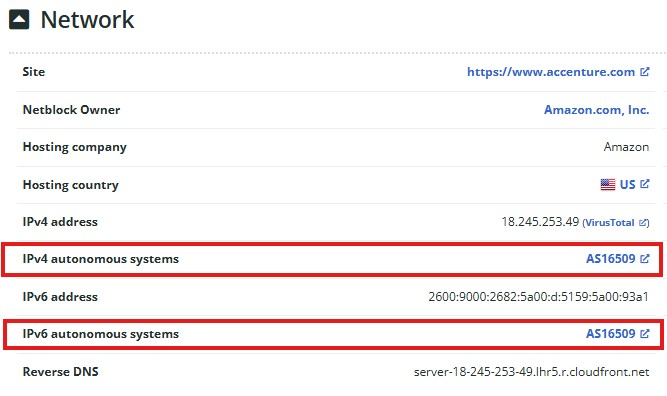 Network
Site https://www.accenture.com
Netblock Owner Amazon.com, Inc.
Hosting company Amazon
Hosting country US
IPv4 address 18.245.253.49 (VirusTotal)
IPv4 autonomous systems AS16509
IPv6 address 2600:9000:2682:5a00:d:5159:5a00:93a1
IPv6 autonomous systems AS16509
Reverse DNS server-18-245-253-49.lhr5.r.cloudfront.net